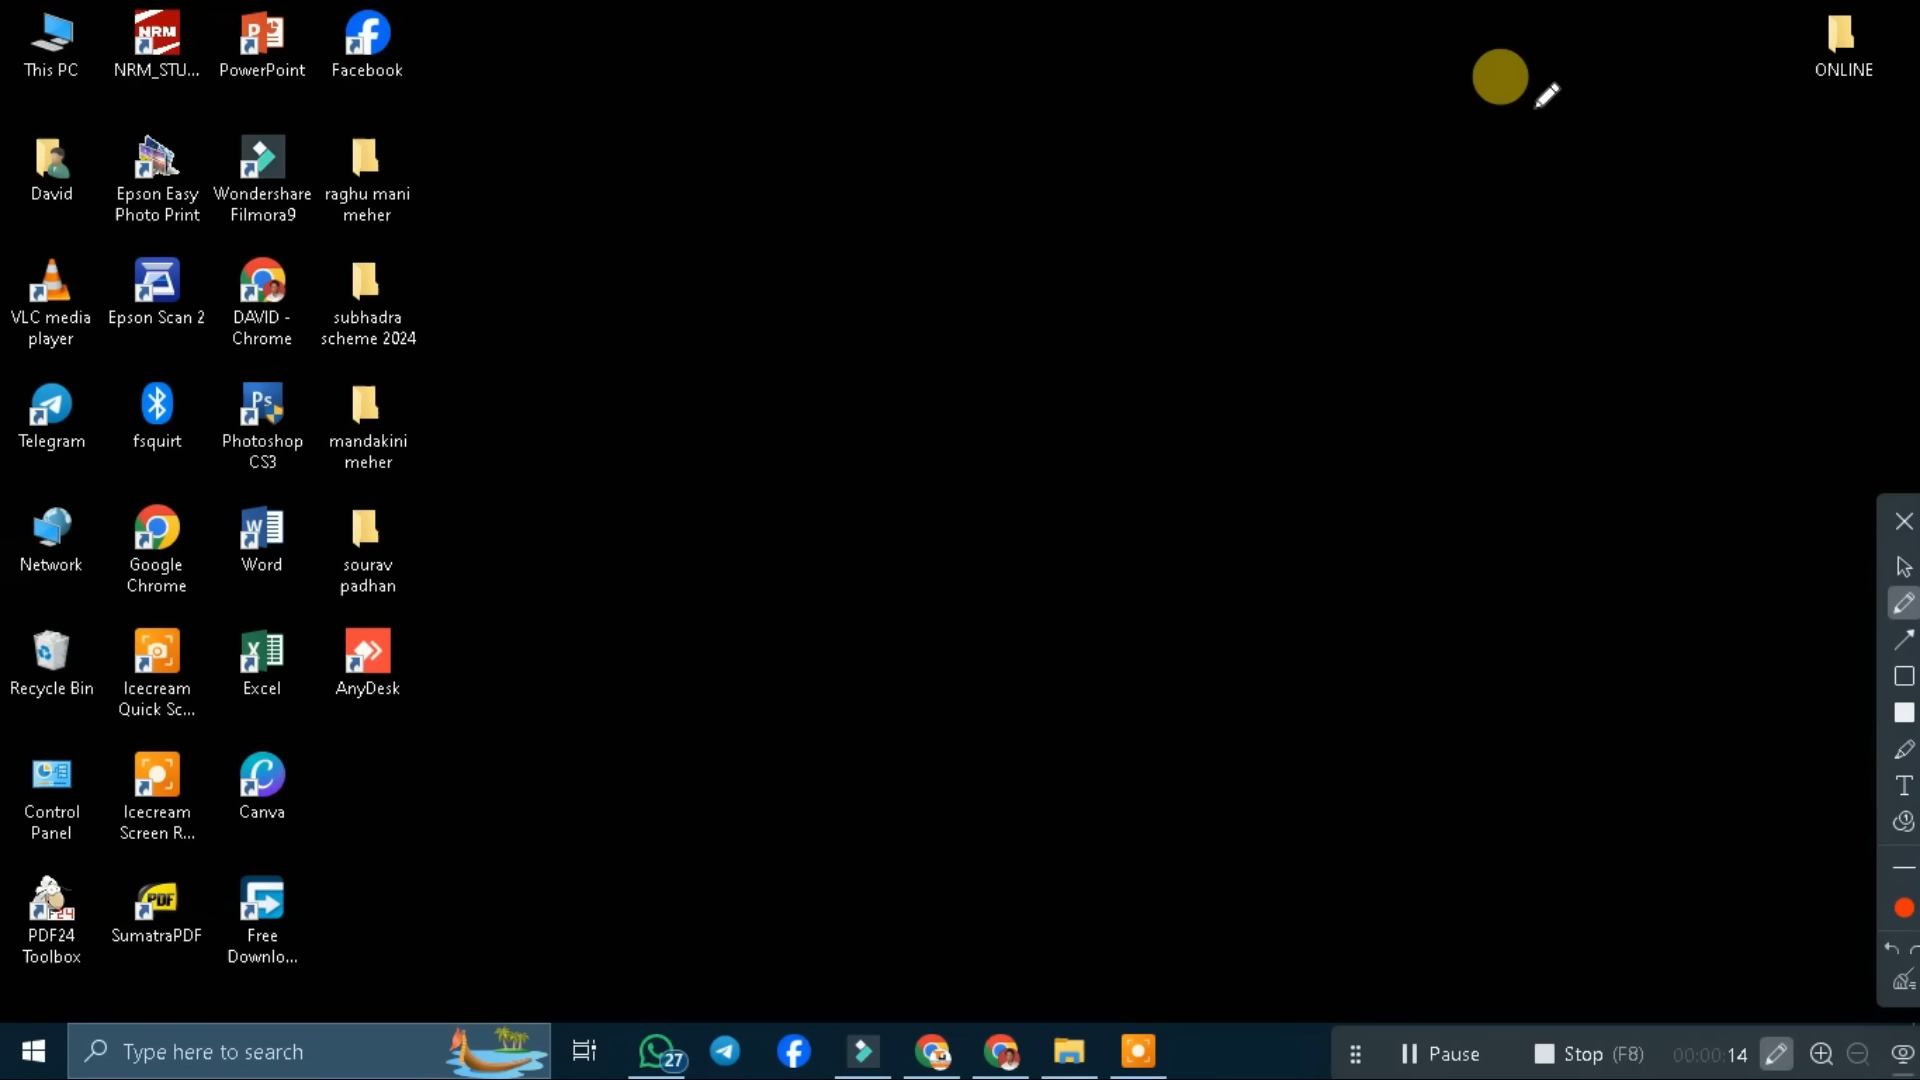 This PC
NRM_STU...
PowerPoint
Facebook
ONLINE
David
Epson Easy
Photo Print
Wondershare
Filmora9
raghu mani
meher
VLC media
player
Epson Scan 2
DAVID -
Chrome
subhadra
scheme 2024
Telegram
fsquirt
Photoshop
CS3
mandakini
meher
Network
Google
Chrome
Word
sourav
padhan
Recycle Bin
Icecream
Quick Sc...
Excel
AnyDesk
Control
Panel
Icecream
Screen R...
Canva
PDF24
Toolbox
SumatraPDF
Free
Downlo...
Type here to search
27
Pause
Stop (F8)
00:00:14